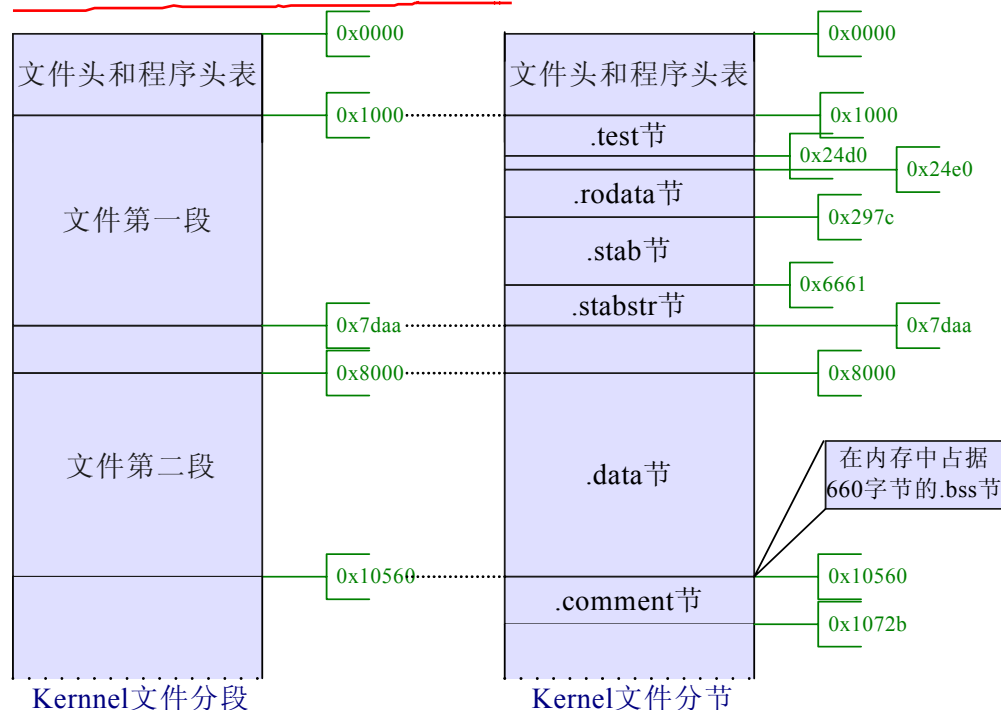 0x0000
文件头和程序头表
0x1000
文件第一段
0x7daa
0x8000
文件第二段
0x10560
Kernnel文件分段
0x0000
文件头和程序头表
0x1000
.test节
0x24d0
0x24e0
.rodata节
0x297c
.stab节
0x6661
.stabstr节
0x7daa
0x8000
.data节
在内存中占据
660字节的.bss节
0x10560
.comment节
0x1072b
Kernel文件分节